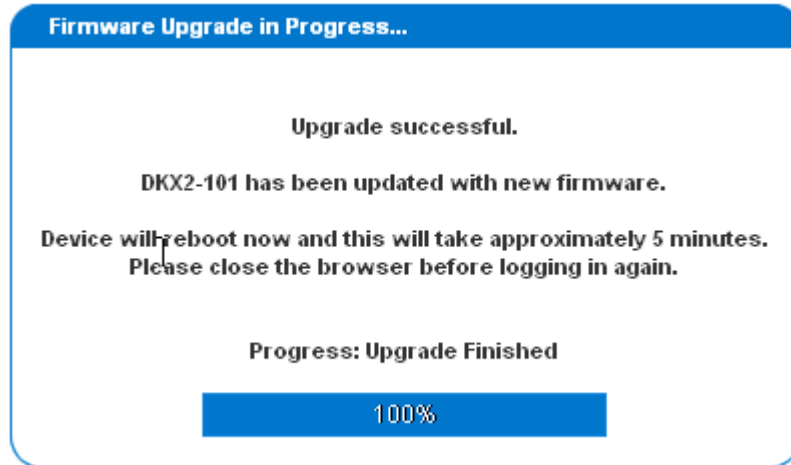 Firmware Upgrade in Progress...
Upgrade successful.
DKX2-101 has been updated with new firmware.
Device will reboot now and this will take approximately 5 minutes.
Please close the browser before logging in again.
Progress: Upgrade Finished
100%